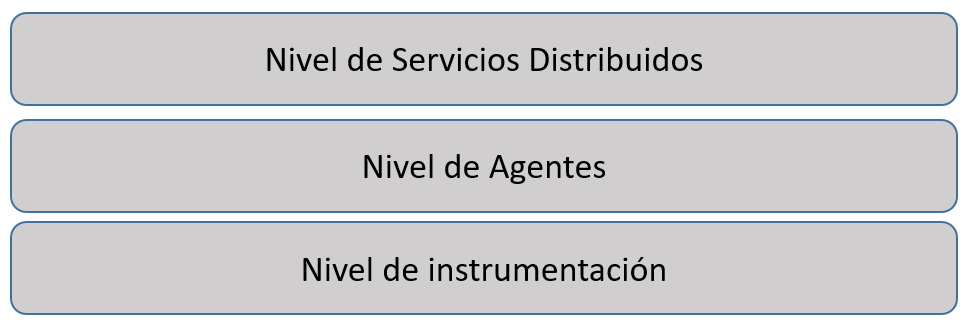 Nivel de Servicios Distribuidos
Nivel de Agentes
Nivel de instrumentación